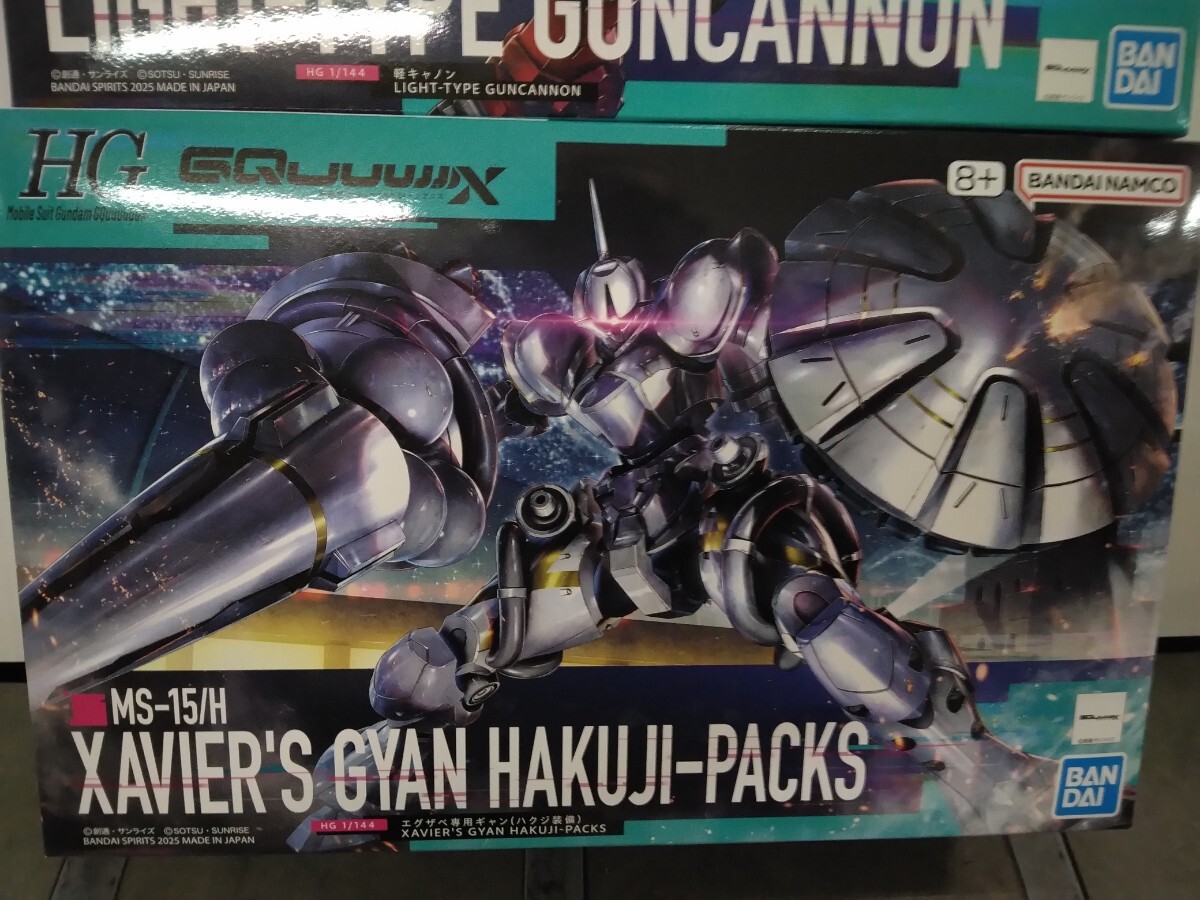 LIGHT-TYPE GUNCANNON
©創通・サンライズ ©SOTSU・SUNRISE
BANDAI SPIRITS 2025 MADE IN JAPAN
HG 1/144
軽キャノン
LIGHT-TYPE GUNCANNON
BAN
DAI
HG
GQuuuuuuX
Mobile Suit Gundam GQuuuuuuX
8+
BANDAI NAMCO
MS-15/H
XAVIER'S GYAN HAKUJI-PACKS
HG 1/144
エグザベ専用ギャン(ハクジ装備)
XAVIER'S GYAN HAKUJI-PACKS
©創通・サンライズ ©SOTSU・SUNRISE
BANDAI SPIRITS 2025 MADE IN JAPAN
BAN
DAI